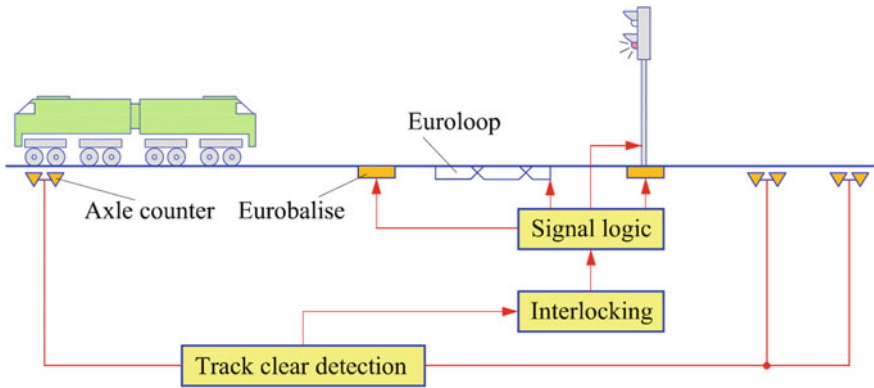 Euroloop
Axle counter
Eurobalise
Signal logic
Interlocking
Track clear detection